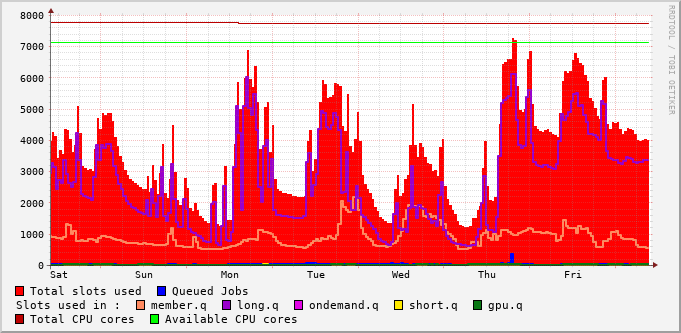 8000
7000
6000
5000
4000
3000
2000
1000
0
Sat Sun Mon Tue Wed Thu Fri
RRDTOOL / TOBI OETIKER
Total slots used Queued Jobs
Slots used in : member.q long.q ondemand.q short.q gpu.q
Total CPU cores Available CPU cores